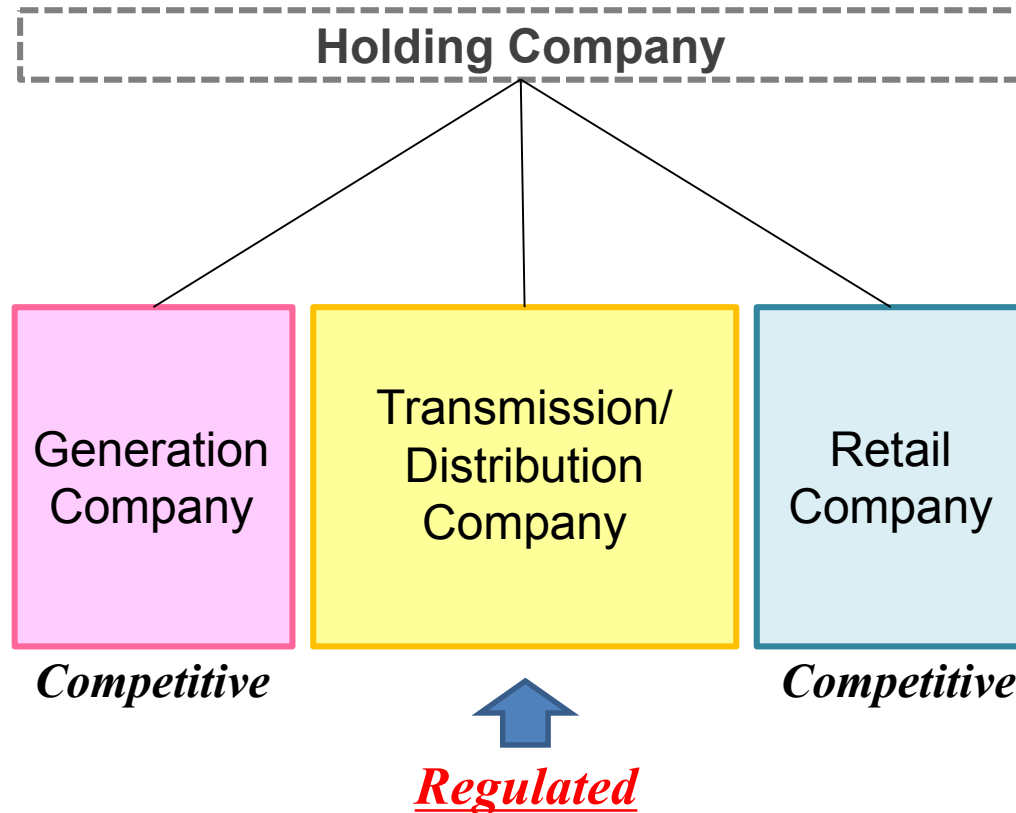 Holding Company
Generation
Company
Transmission/
Distribution
Company
Retail
Company
Competitive
Competitive
Regulated